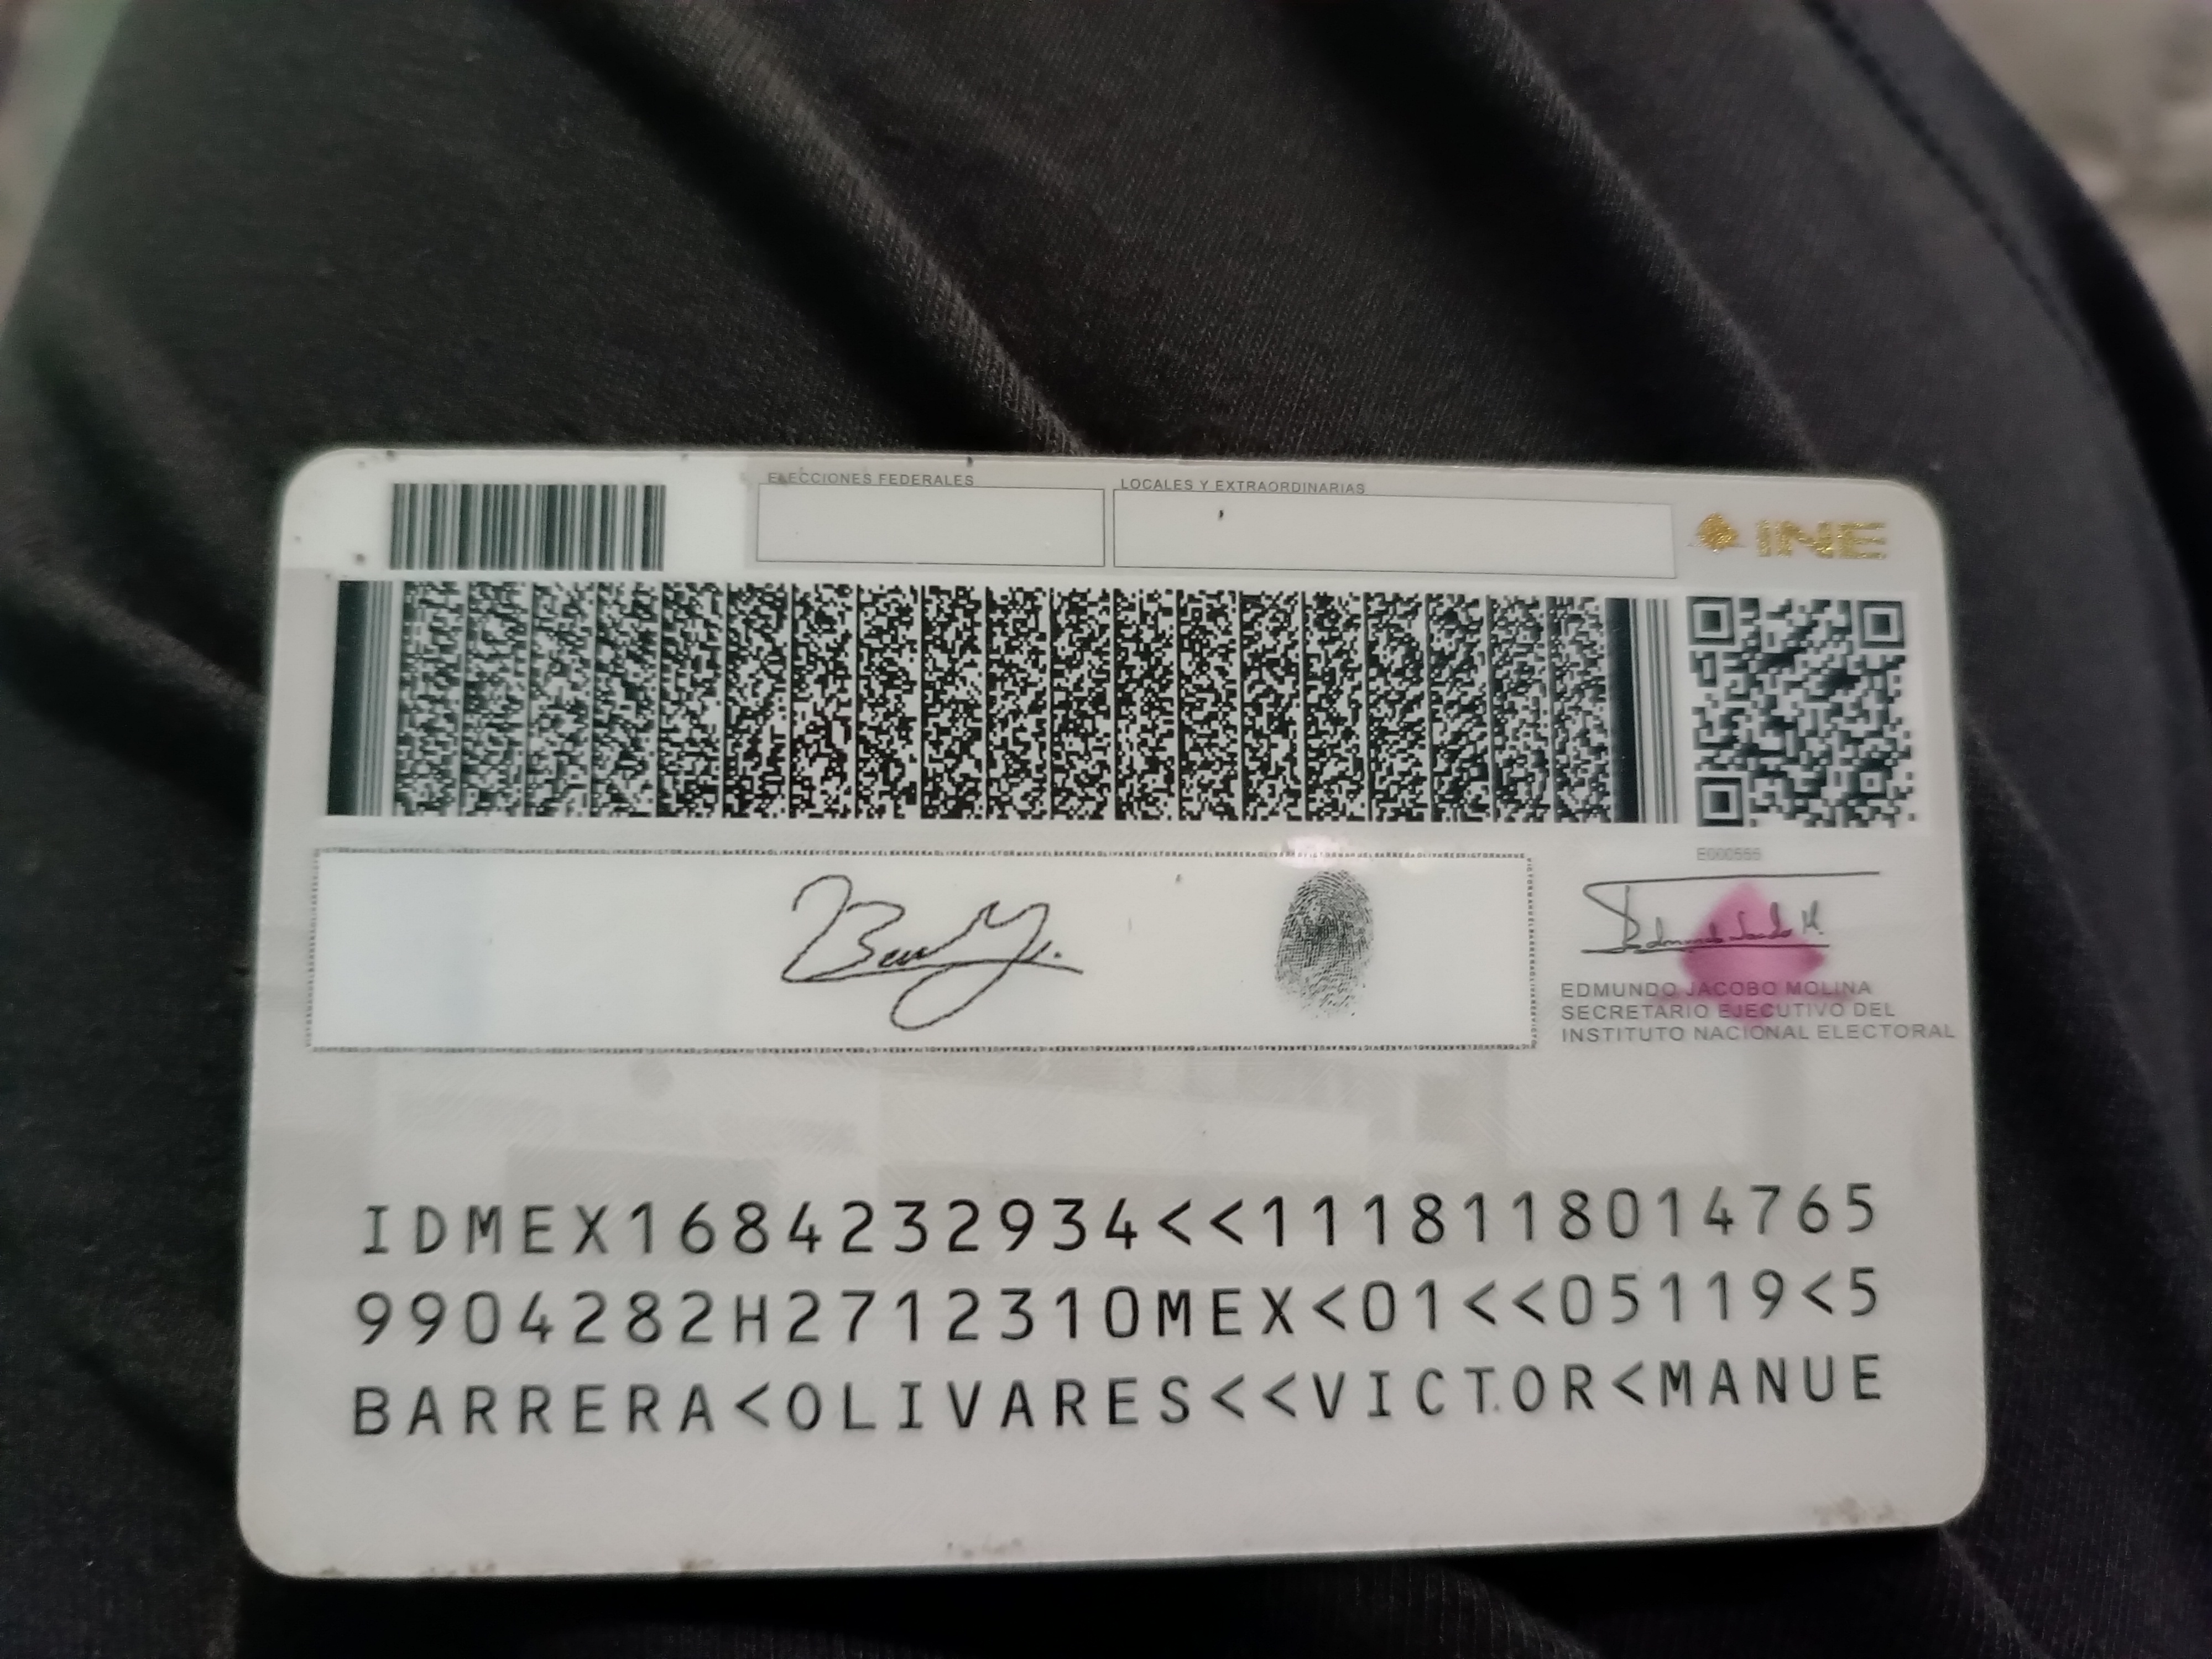 ELECCIONES FEDERALES
LOCALES Y EXTRAORDINARIAS
INE
EDMUNDO JACOBO MOLINA
SECRETARIO EJECUTIVO DEL
INSTITUTO NACIONAL ELECTORAL
IDMEX1684232934<<1118118014765
9904282H2712310MEX<01<<05119<5
BARRERA<OLIVARES<<VICTOR<MANUE